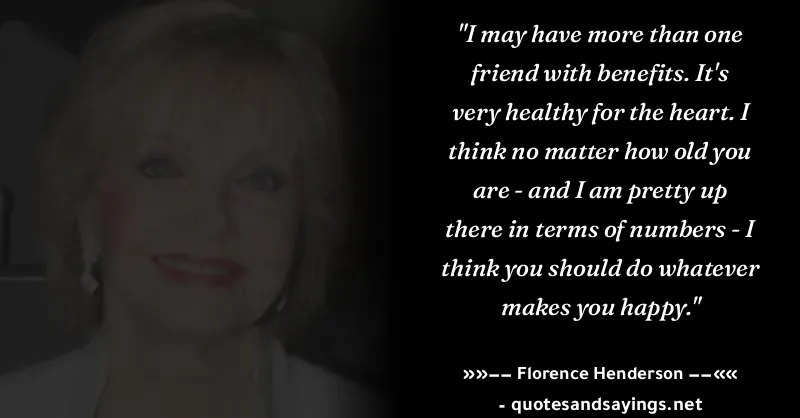 "I may have more than one
friend with benefits. It's
very healthy for the heart. I
think no matter how old you
are - and I am pretty up
there in terms of numbers - I
think you should do whatever
makes you happy."
»»—— Florence Henderson ——««
- quotesandsayings.net